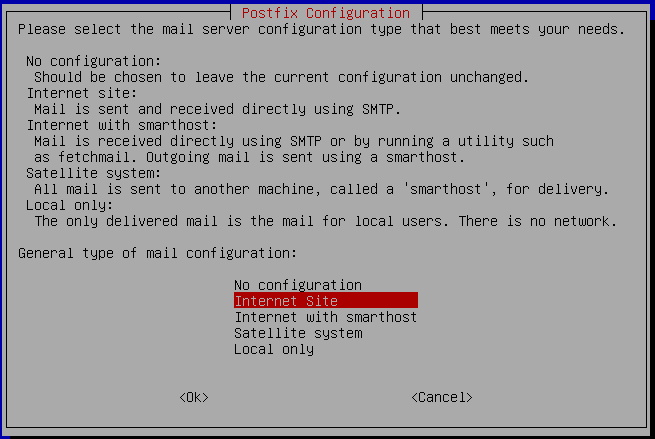 Postfix Configuration
Please select the mail server configuration type that best meets your needs.
No configuration:
Should be chosen to leave the current configuration unchanged.
Internet site:
Mail is sent and received directly using SMTP.
Internet with smarthost:
Mail is received directly using SMTP or by running a utility such
as fetchmail. Outgoing mail is sent using a smarthost.
Satellite system:
All mail is sent to another machine, called a 'smarthost', for delivery.
Local only:
The only delivered mail is the mail for local users. There is no network.
General type of mail configuration:
No configuration
Internet Site
Internet with smarthost
Satellite system
Local only
<Ok> <Cancel>